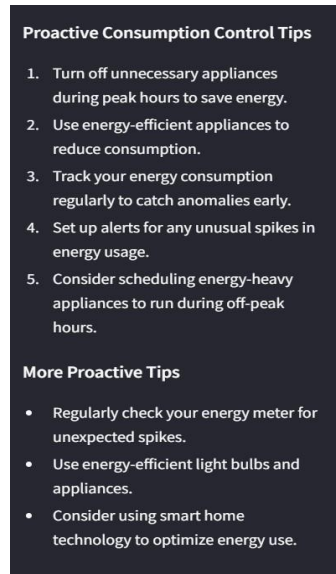 Proactive Consumption Control Tips
1. Turn off unnecessary appliances
during peak hours to save energy.
2. Use energy-efficient appliances to
reduce consumption.
3. Track your energy consumption
regularly to catch anomalies early.
4. Set up alerts for any unusual spikes in
energy usage.
5. Consider scheduling energy-heavy
appliances to run during off-peak
hours.
More Proactive Tips
• Regularly check your energy meter for
unexpected spikes.
• Use energy-efficient light bulbs and
appliances.
• Consider using smart home
technology to optimize energy use.